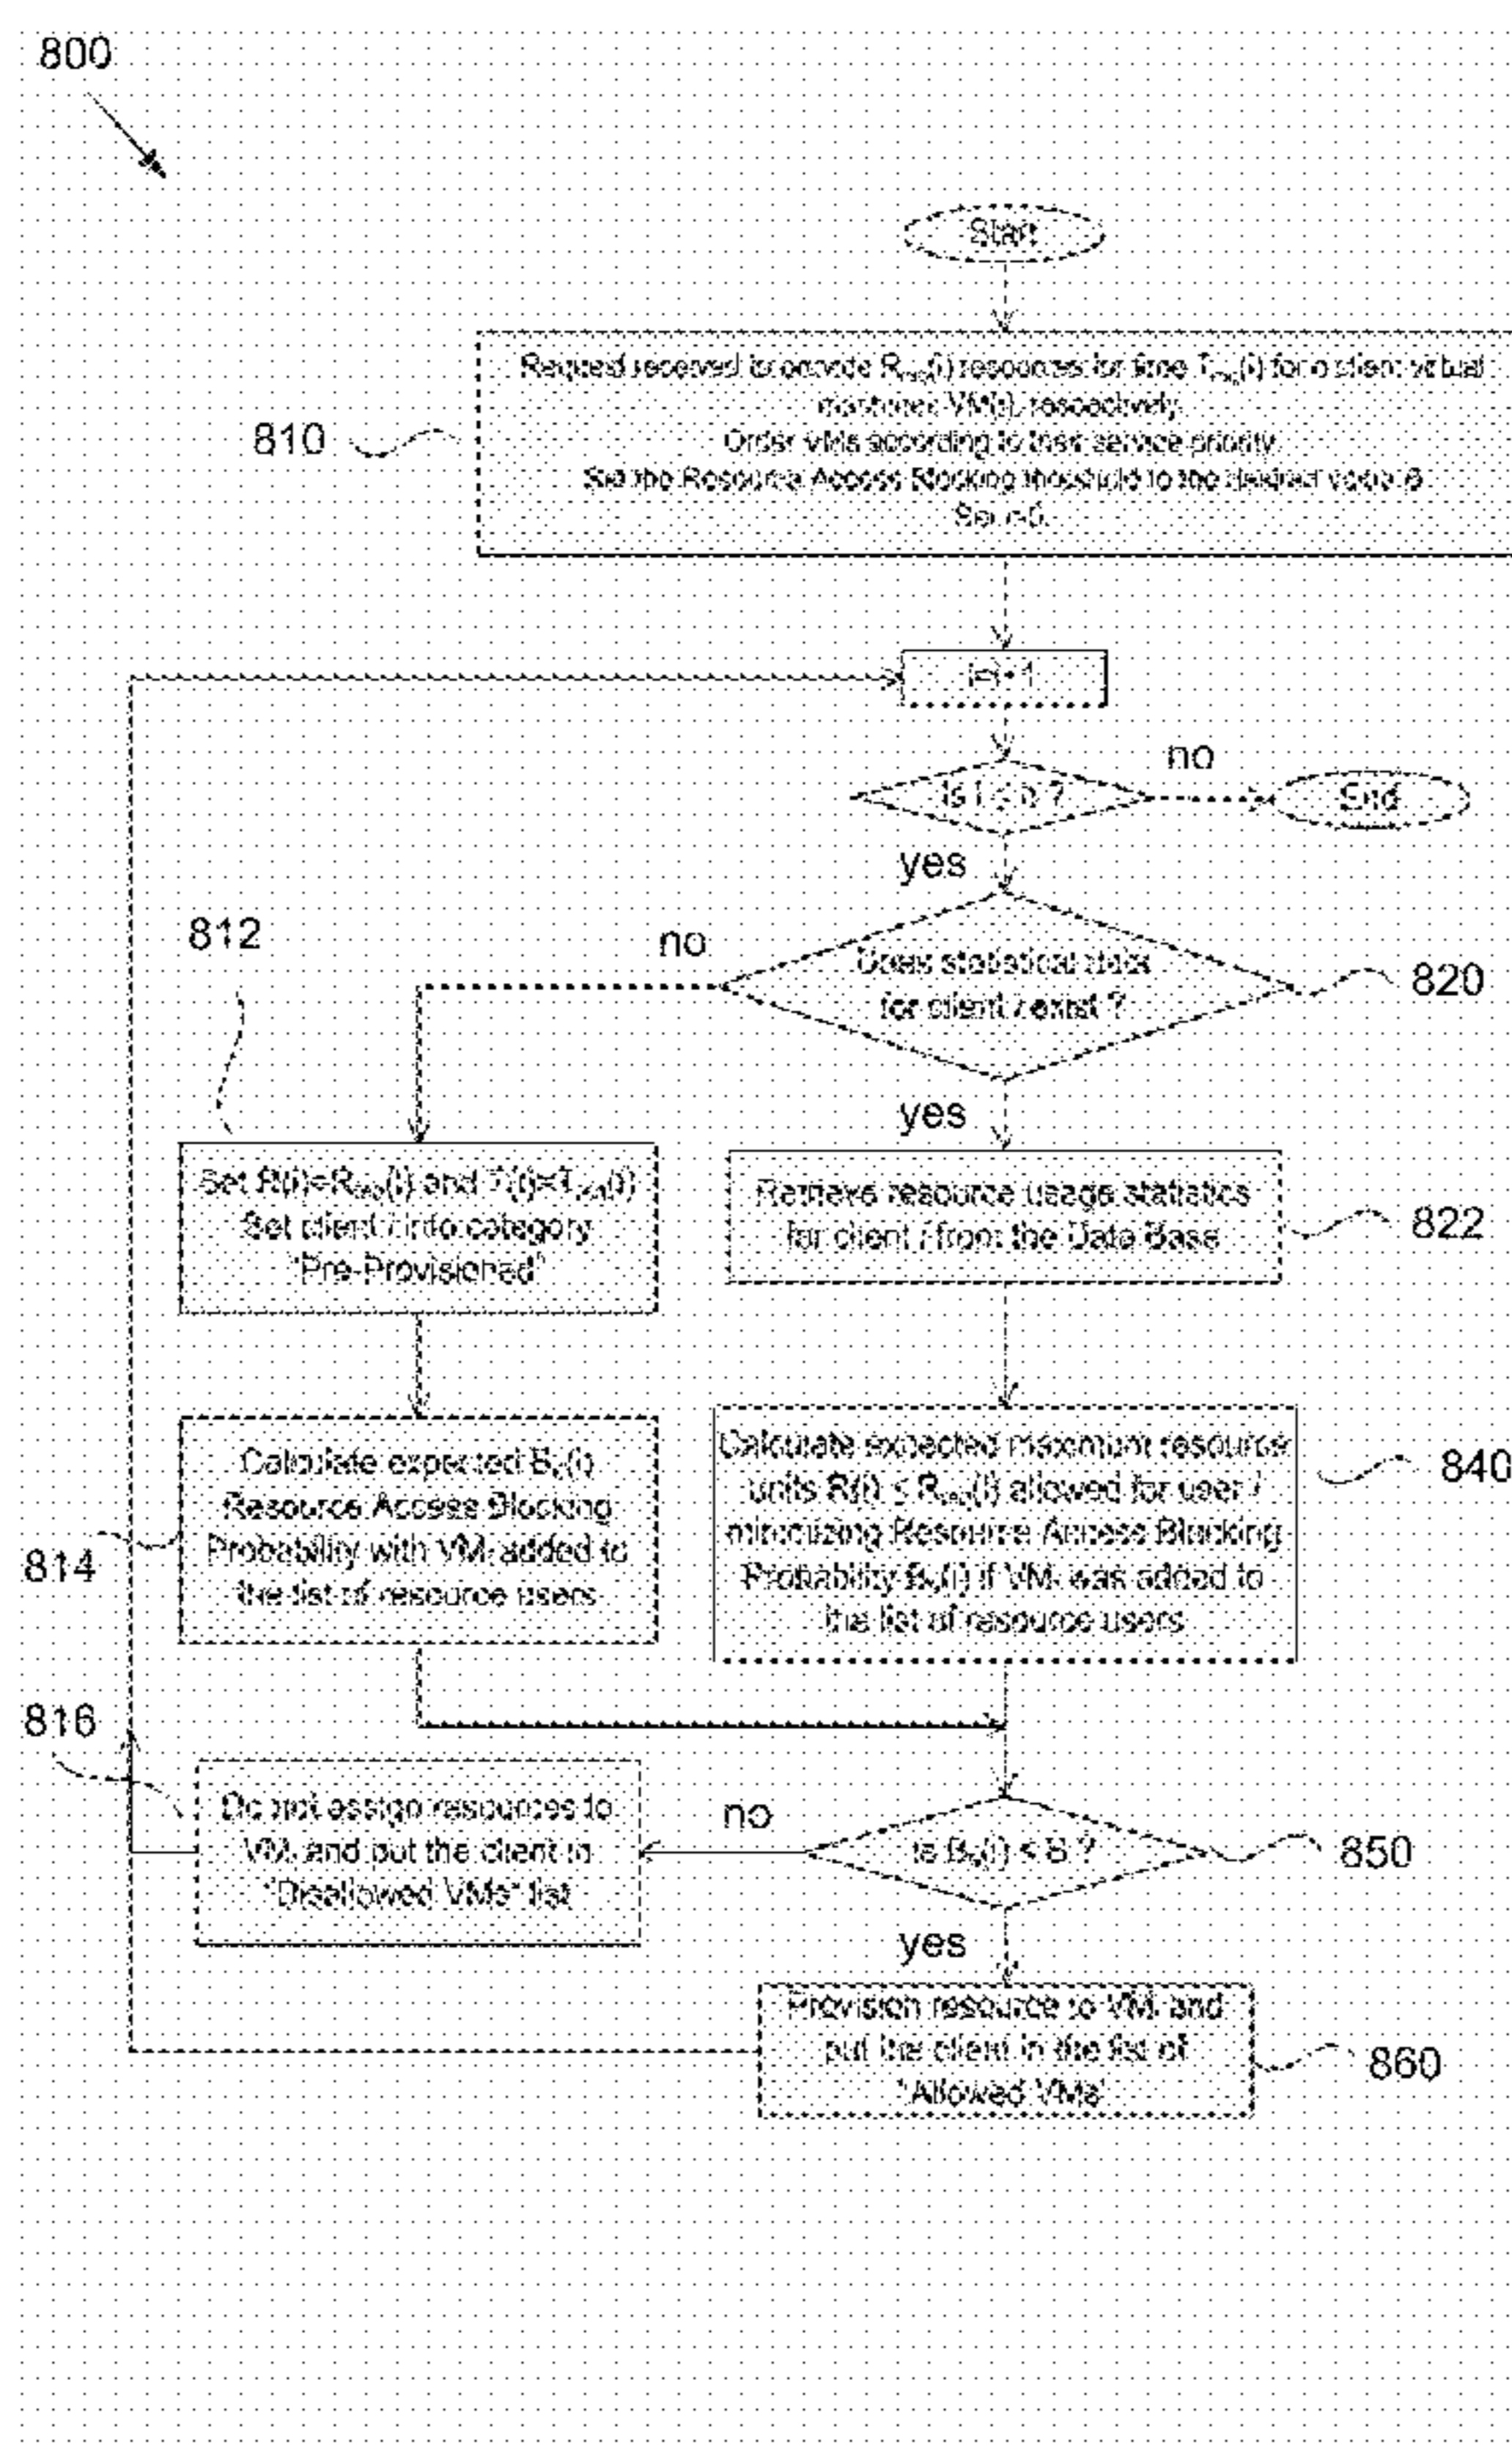 800
Start
Request received to provide R (i) resources for time T (i) for n client virtual
machines VM(i), respectively.
Order VMs according to their service priority.
Set the Resource Access Blocking threshold to the desired value B
Set i=0.
i=i+1
Is i ≤ n ?
no
End
yes
812
no
Does statistical data
for client i exist ?
820
yes
Set R(i)=R (i) and T(i)=T (i)
Set client i into category
"Pre-Provisioned"
Retrieve resource usage statistics
for client i from the Data Base
822
Calculate expected B (i)
Resource Access Blocking
Probability with VM added to
the list of resource users
814
Calculate expected maximum resource
units R(i) ≤ R (i) allowed for user i
minimizing Resource Access Blocking
Probability B (i) if VM was added to
the list of resource users
840
816
Do not assign resources to
VM and put the client in
"Disallowed VMs" list
no
Is B (i) < B ?
850
yes
Provision resource to VM and
put the client in the list of
"Allowed VMs"
860